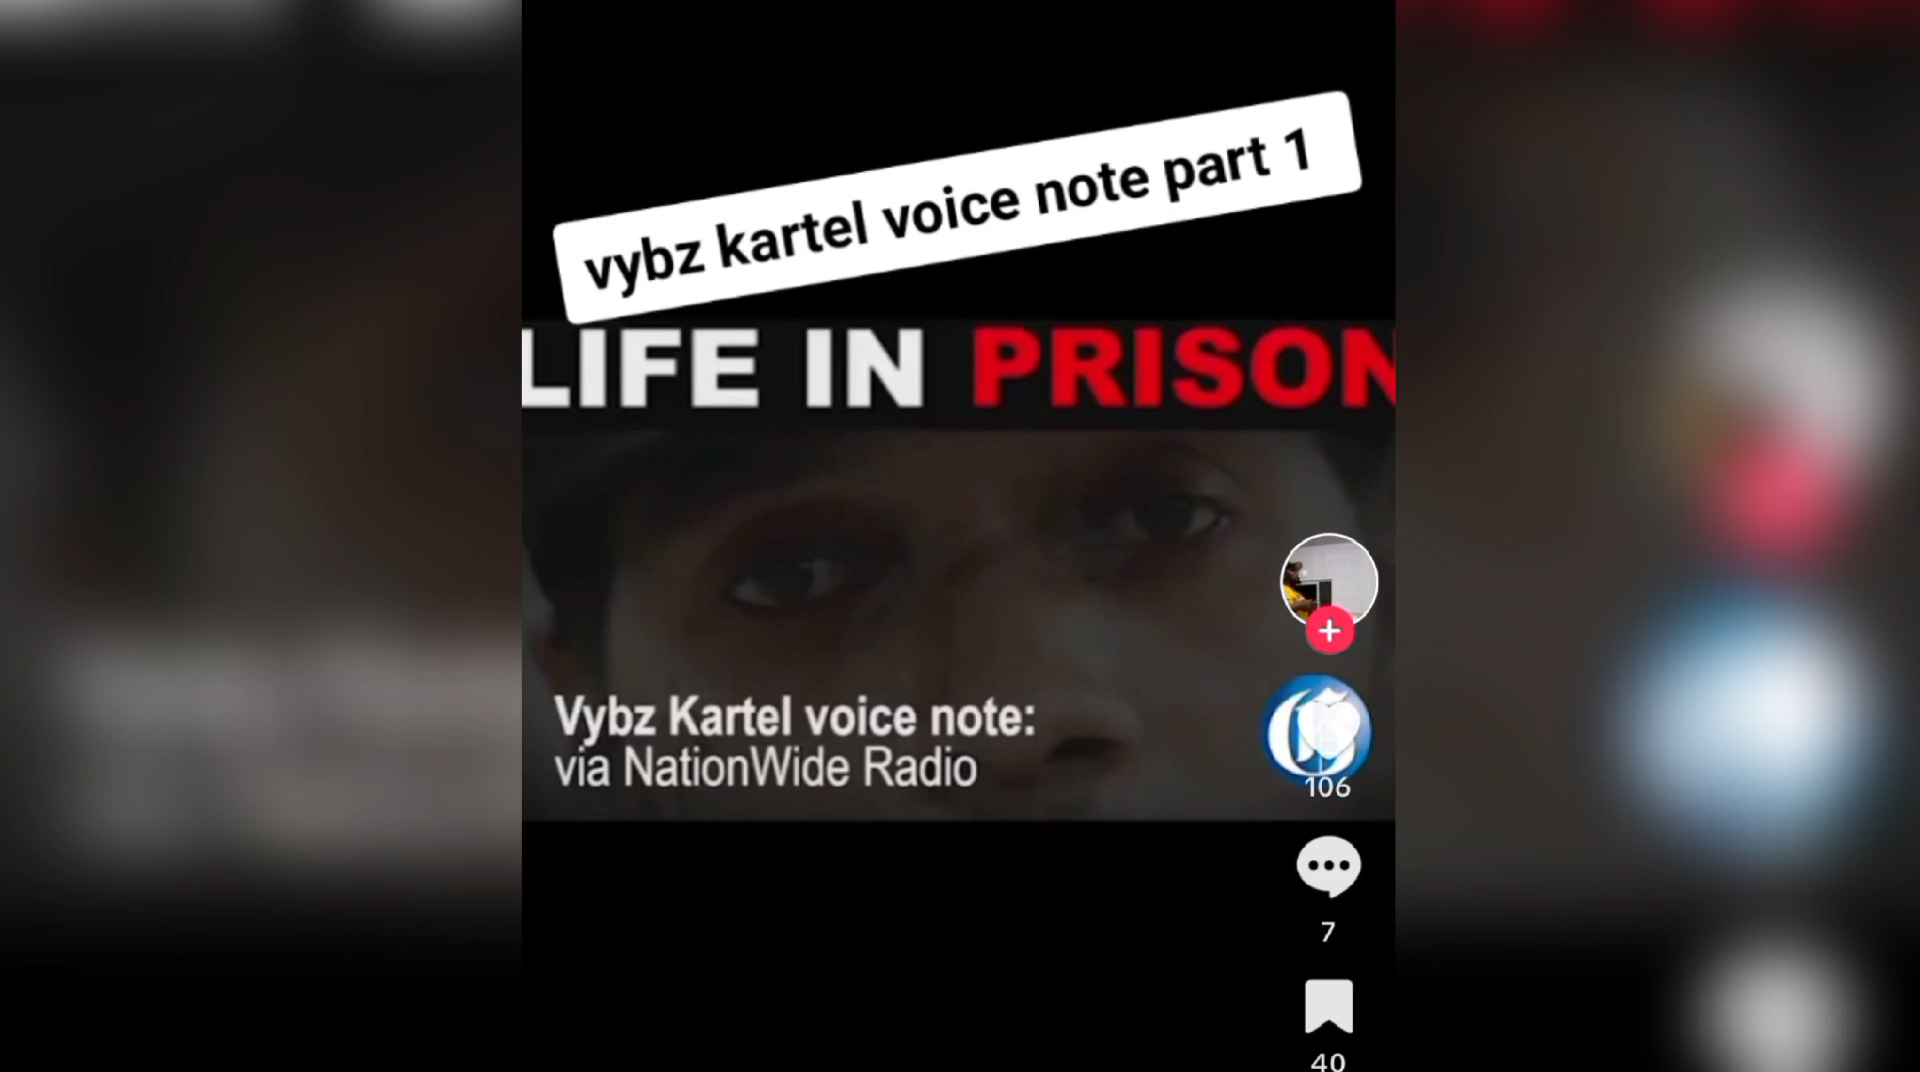 vybz kartel voice note part 1
LIFE IN PRISON
Vybz Kartel voice note:
via NationWide Radio
106
7
40